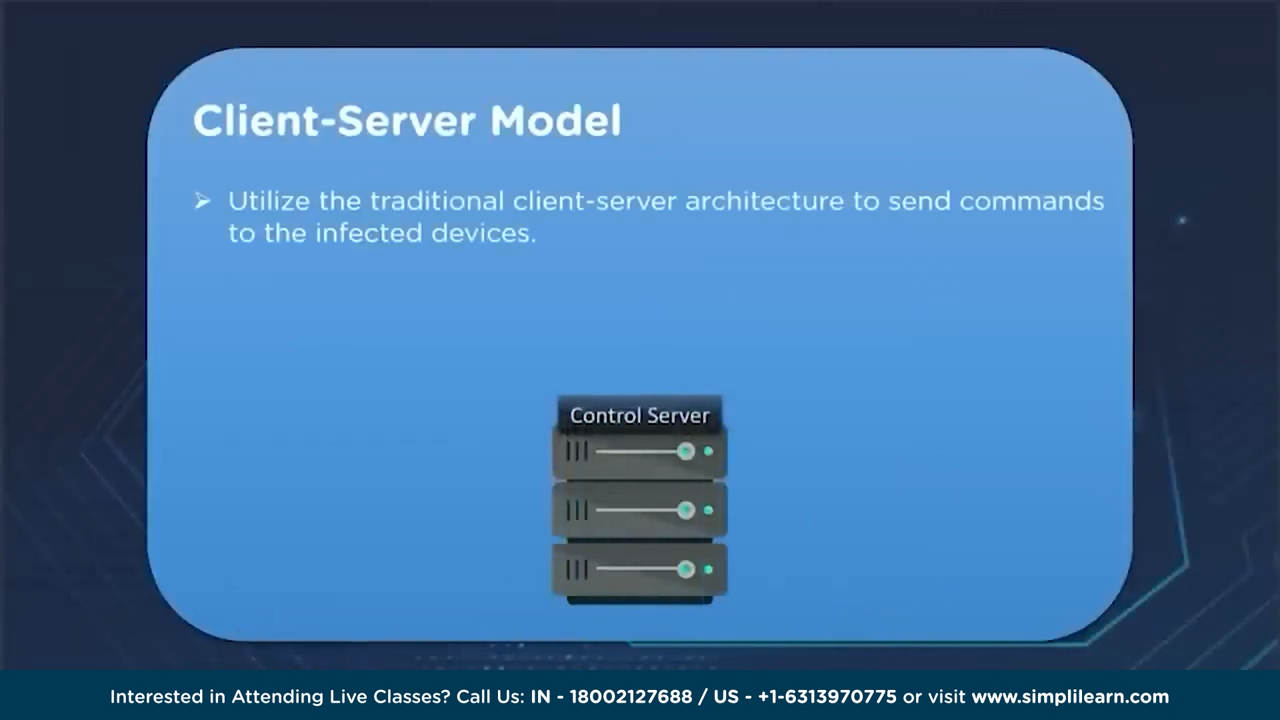 Client-Server Model
➢ Utilize the traditional client-server architecture to send commands
to the infected devices.
Control Server
Interested in Attending Live Classes? Call Us: IN - 18002127688 / US - +1-6313970775 or visit www.simplilearn.com